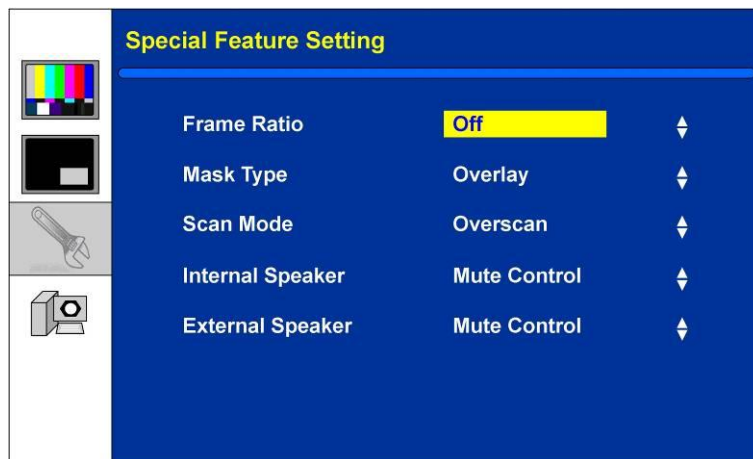 Special Feature Setting
Frame Ratio Off
Mask Type Overlay
Scan Mode Overscan
Internal Speaker Mute Control
External Speaker Mute Control